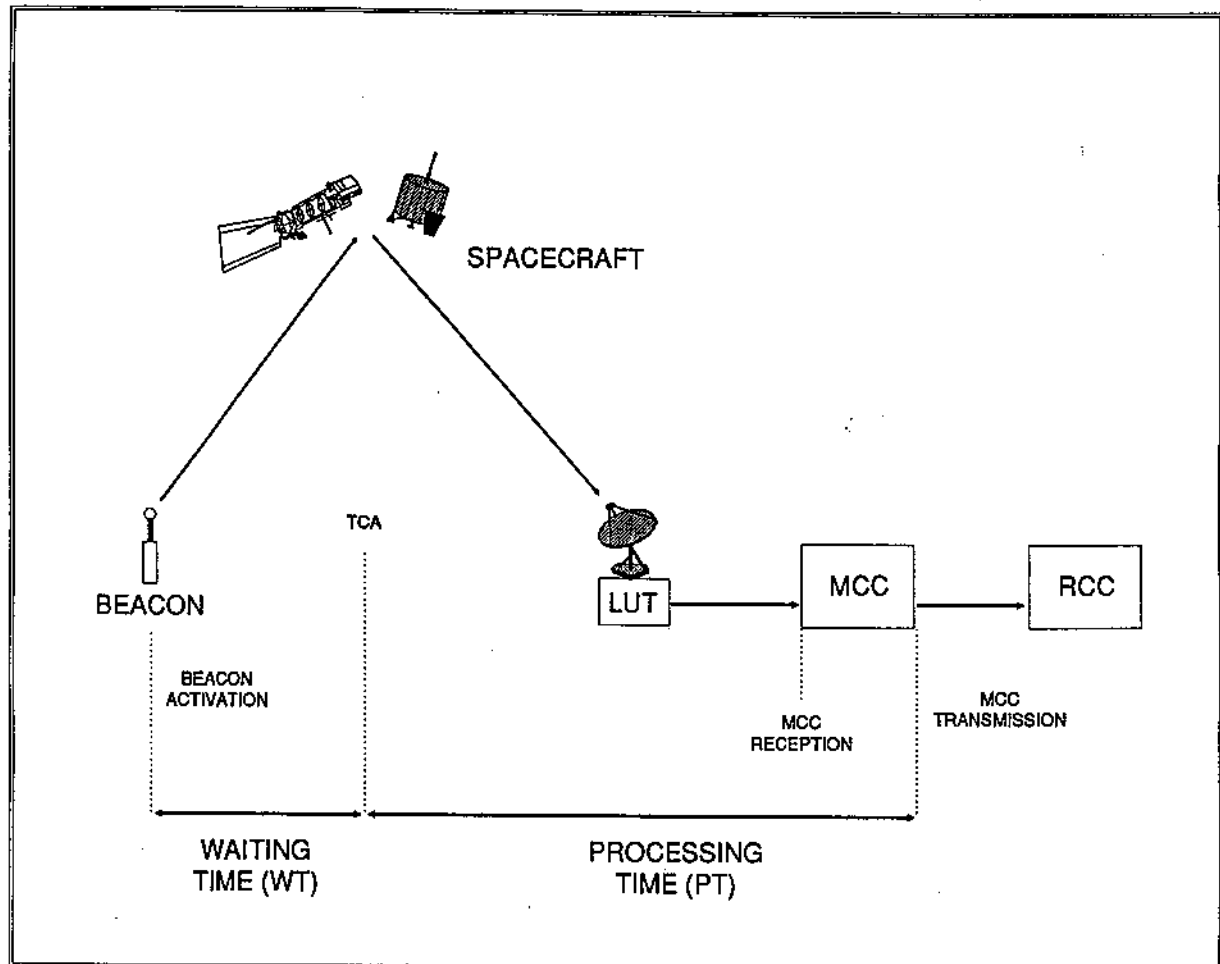 SPACECRAFT
TCA
BEACON
LUT
MCC
RCC
BEACON
ACTIVATION
MCC
RECEPTION
MCC
TRANSMISSION
WAITING
TIME (WT)
PROCESSING
TIME (PT)